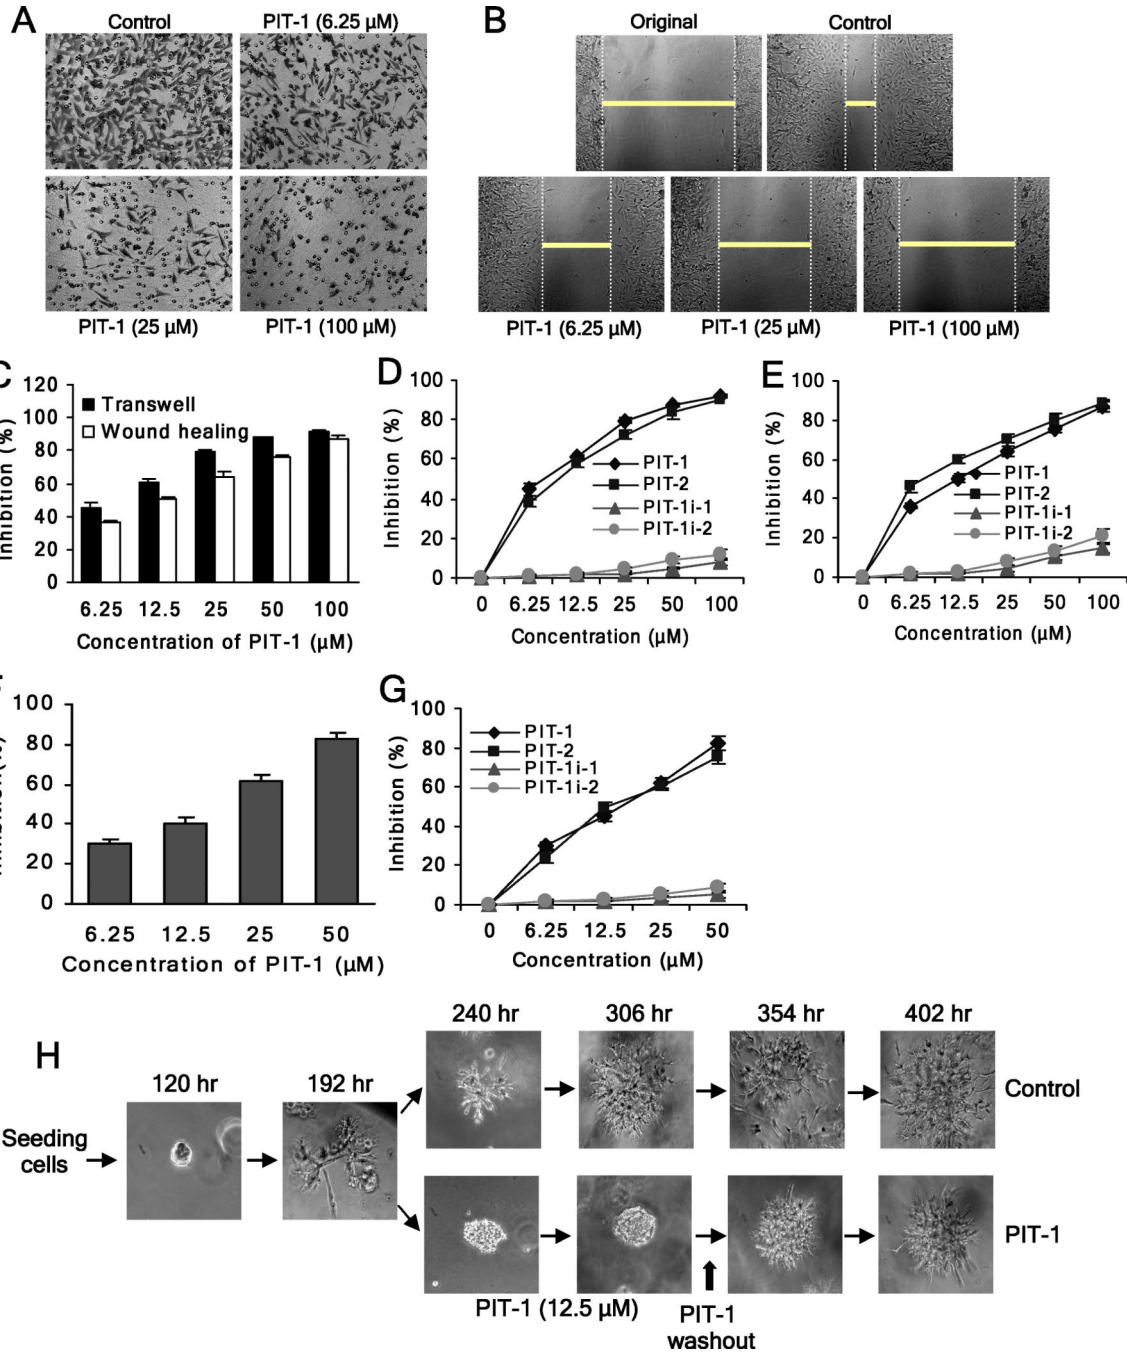 A
Control
PIT-1 (6.25 µM)
PIT-1 (25 µM)
PIT-1 (100 µM)
B
Original
Control
PIT-1 (6.25 µM)
PIT-1 (25 µM)
PIT-1 (100 µM)
C
120
100
80
60
40
20
0
Inhibition (%)
Transwell
Wound healing
6.25 12.5 25 50 100
Concentration of PIT-1 (µM)
D
100
80
60
40
20
0
Inhibition (%)
PIT-1
PIT-2
PIT-1i-1
PIT-1i-2
0 6.25 12.5 25 50 100
Concentration (µM)
E
100
80
60
40
20
0
Inhibition (%)
PIT-1
PIT-2
PIT-1i-1
PIT-1i-2
0 6.25 12.5 25 50 100
Concentration (µM)
100
80
60
40
20
0
6.25 12.5 25 50
Concentration of PIT-1 (µM)
G
100
80
60
40
20
0
Inhibition (%)
PIT-1
PIT-2
PIT-1i-1
PIT-1i-2
0 6.25 12.5 25 50
Concentration (µM)
H
240 hr 306 hr 354 hr 402 hr
120 hr 192 hr
Control
Seeding
cells
PIT-1
PIT-1 (12.5 µM)
PIT-1
washout